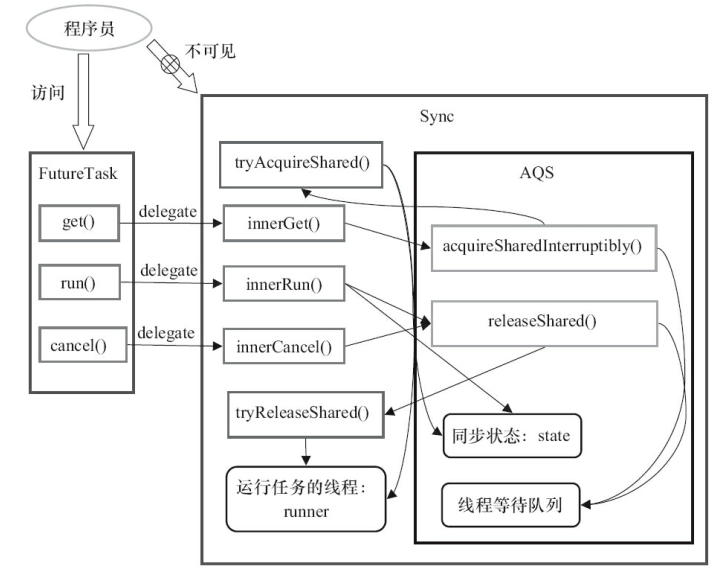 程序员
不可见
访问
Sync
FutureTask
tryAcquireShared()
AQS
get()
delegate
innerGet()
acquireSharedInterruptibly()
run()
delegate
innerRun()
releaseShared()
cancel()
delegate
innerCancel()
tryReleaseShared()
同步状态：state
运行任务的线程：
runner
线程等待队列